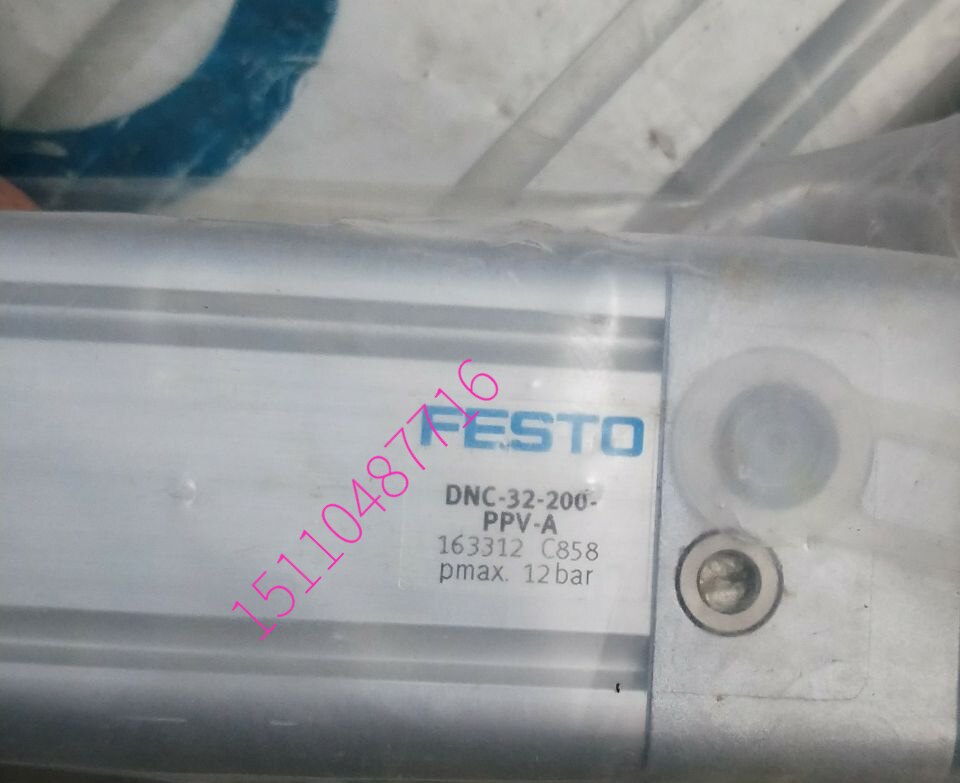 FESTO
DNC-32-200-
PPV-A
163312 C858
pmax. 12bar
15110487716